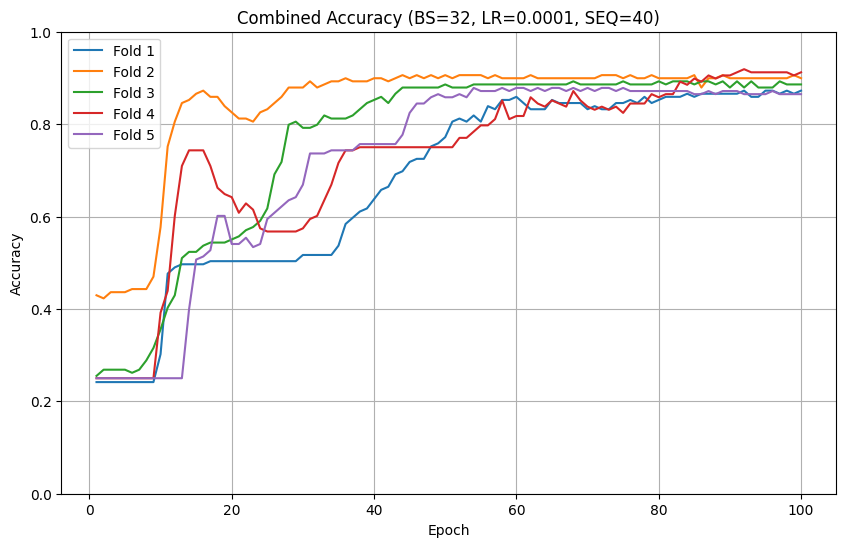 Combined Accuracy (BS=32, LR=0.0001, SEQ=40)
Fold 1
Fold 2
Fold 3
Fold 4
Fold 5
Accuracy
1.0
0.8
0.6
0.4
0.2
0.0
0 20 40 60 80 100
Epoch